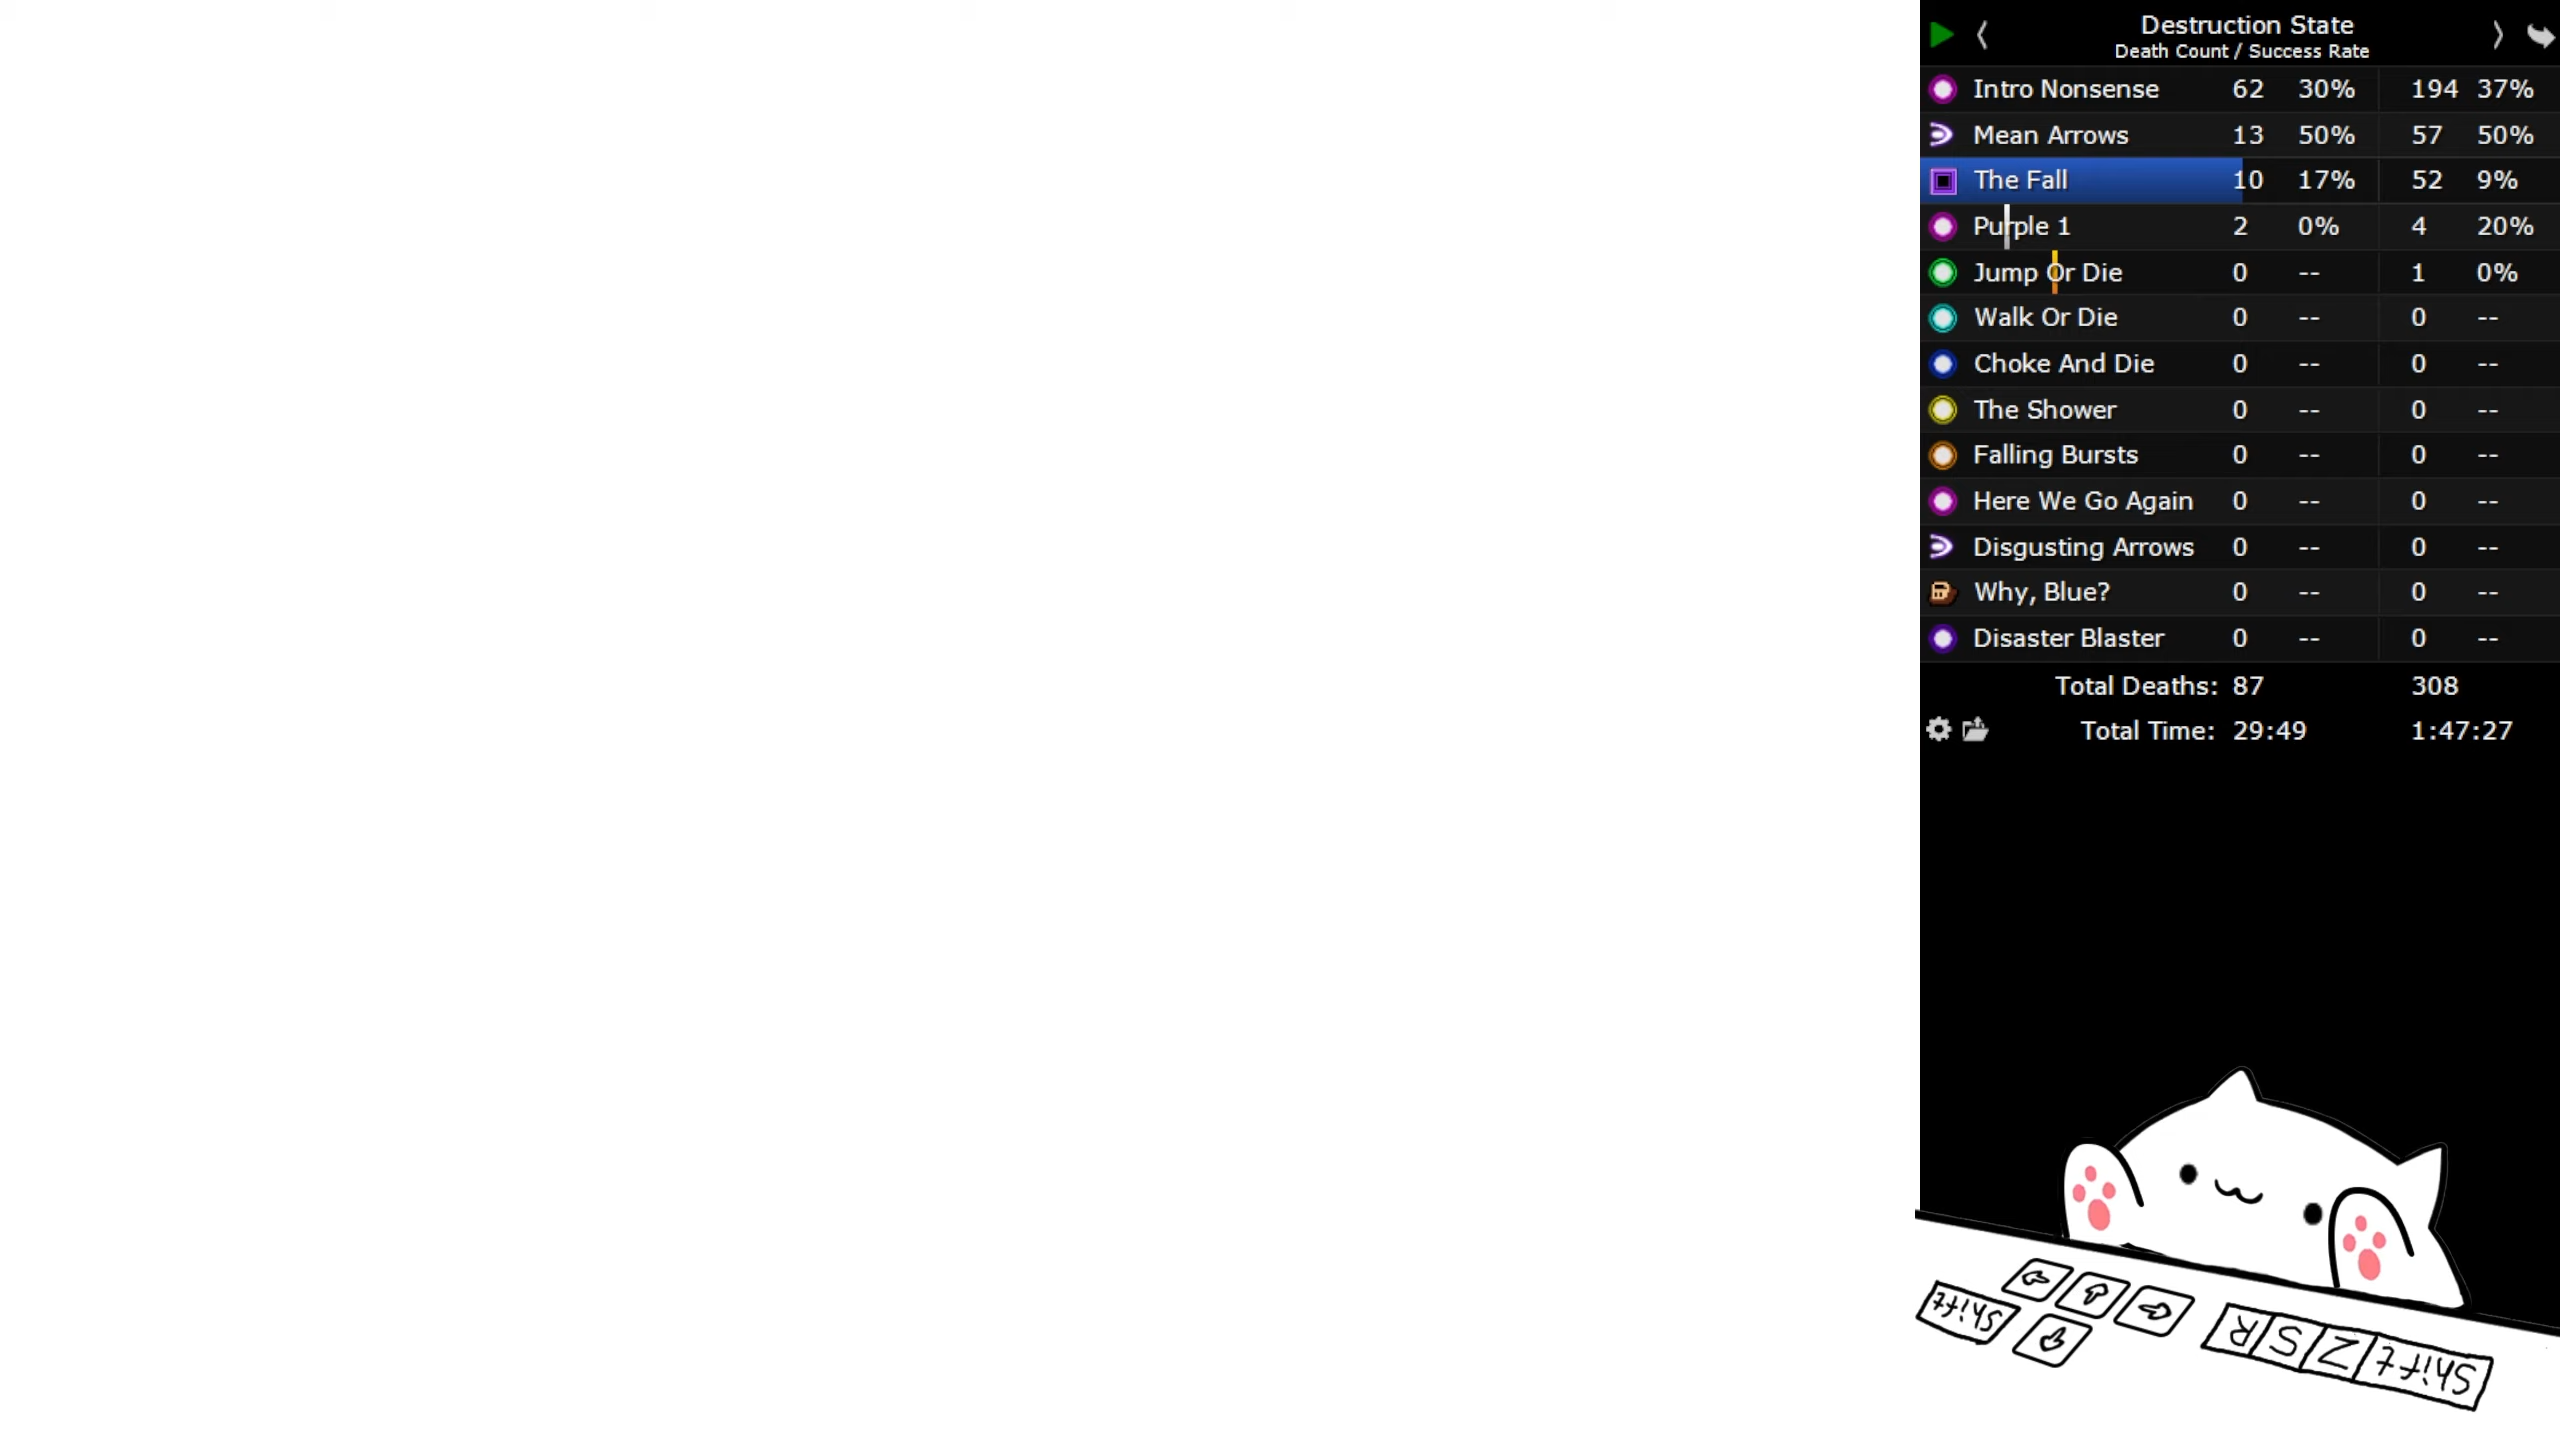 Destruction State
Death Count / Success Rate
Intro Nonsense 62 30% 194 37%
Mean Arrows 13 50% 57 50%
The Fall 10 17% 52 9%
Purple 1 2 0% 4 20%
Jump Or Die 0 -- 1 0%
Walk Or Die 0 -- 0 --
Choke And Die 0 -- 0 --
The Shower 0 -- 0 --
Falling Bursts 0 -- 0 --
Here We Go Again 0 -- 0 --
Disgusting Arrows 0 -- 0 --
Why, Blue? 0 -- 0 --
Disaster Blaster 0 -- 0 --
Total Deaths: 87 308
Total Time: 29:49 1:47:27
Shift
R S Z Shift